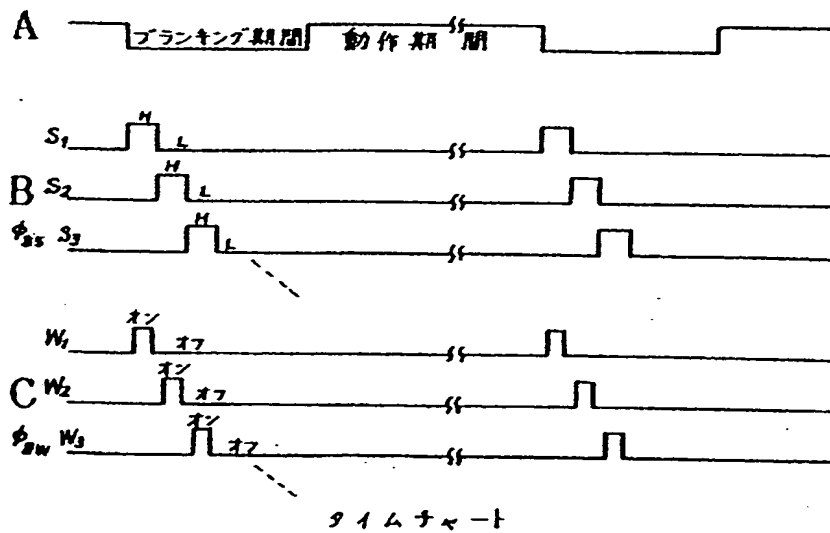 A ブランキング期間 動作期間
S1 H L
B S2 H L
φBS S3 H L
W1 オン オフ
C W2 オン オフ
φBW W3 オン オフ
タイムチャート